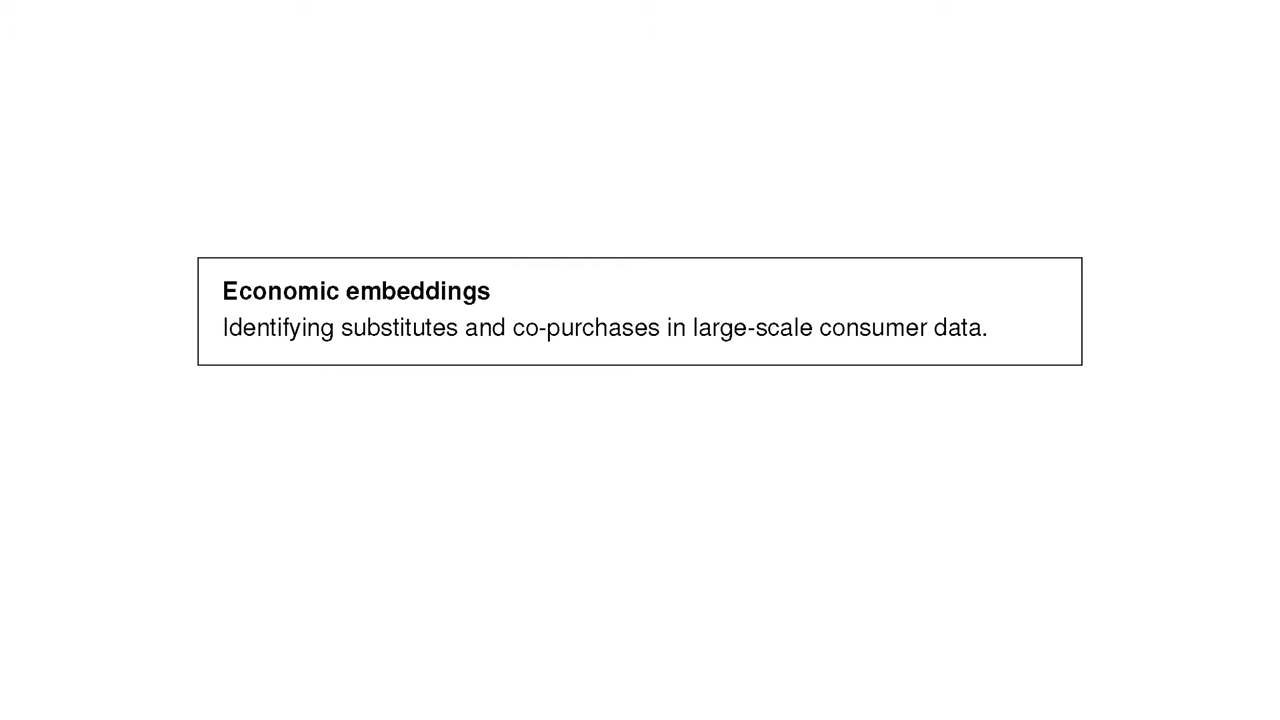 Economic embeddings
Identifying substitutes and co-purchases in large-scale consumer data.